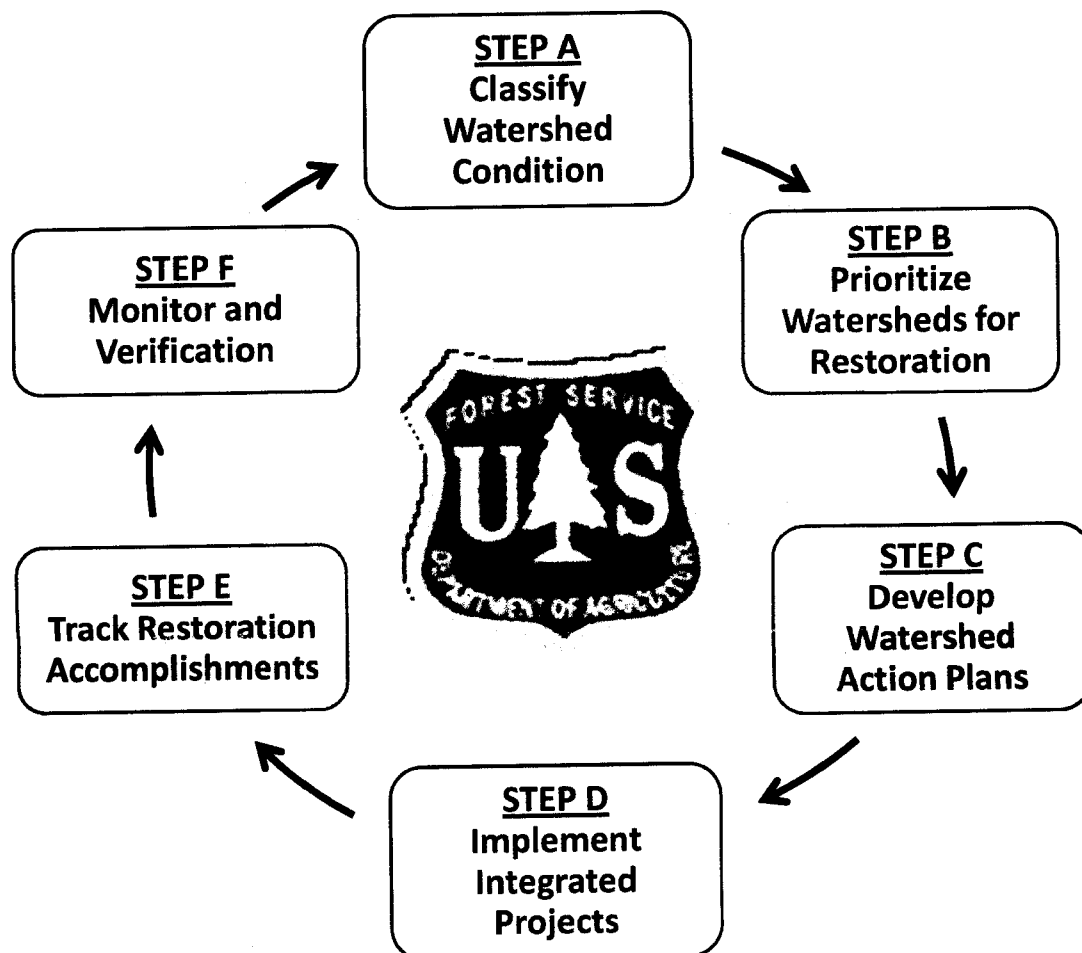 STEP A
Classify
Watershed
Condition
STEP B
Prioritize
Watersheds for
Restoration
STEP C
Develop
Watershed
Action Plans
STEP D
Implement
Integrated
Projects
STEP E
Track Restoration
Accomplishments
STEP F
Monitor and
Verification
FOREST SERVICE
U S
DEPARTMENT OF AGRICULTURE